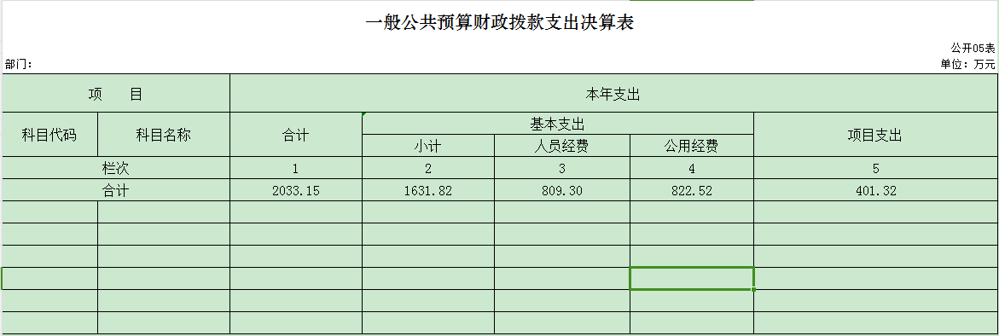 一般公共预算财政拨款支出决算表
公开05表
部门： 单位：万元
项 目 本年支出
科目代码 科目名称 合计 基本支出 项目支出
小计 人员经费 公用经费
栏次 1 2 3 4 5
合计 2033.15 1631.82 809.30 822.52 401.32